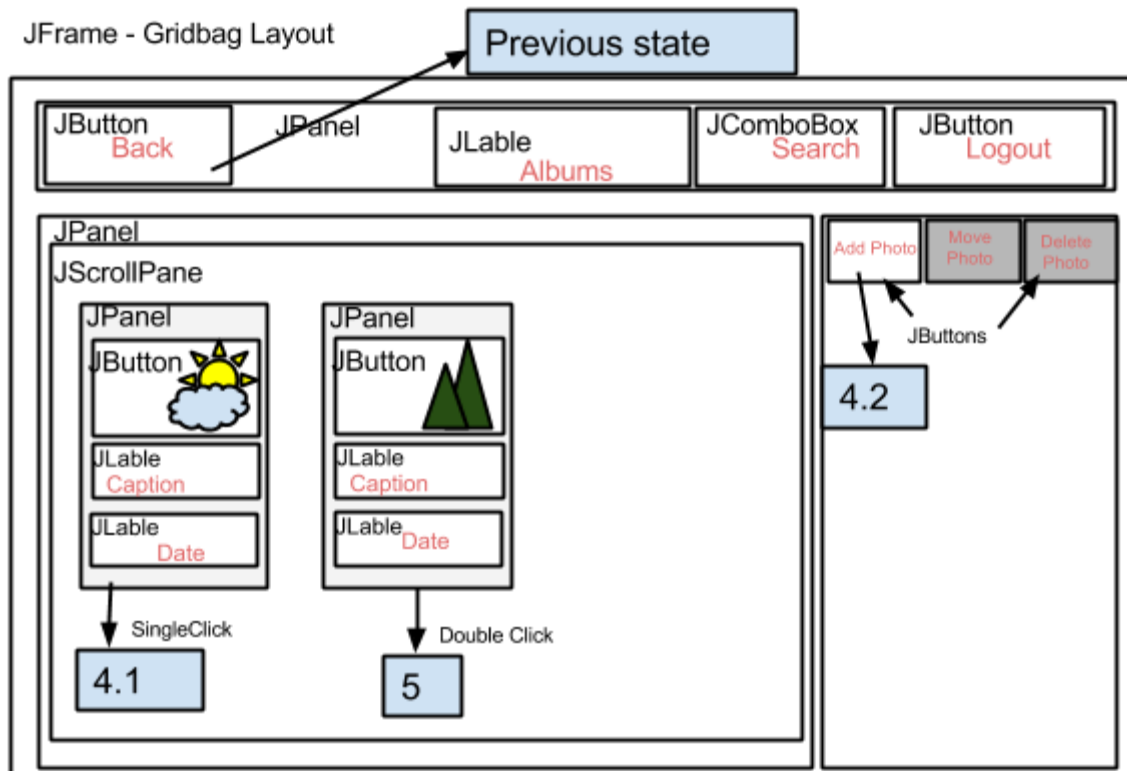 JFrame - Gridbag Layout
Previous state
JButton
Back
JPanel
JLable
Albums
JComboBox
Search
JButton
Logout
JPanel
JScrollPane
JPanel
JButton
JLable
Caption
JLable
Date
SingleClick
4.1
JPanel
JButton
JLable
Caption
JLable
Date
Double Click
5
Add Photo
Move
Photo
Delete
Photo
JButtons
4.2